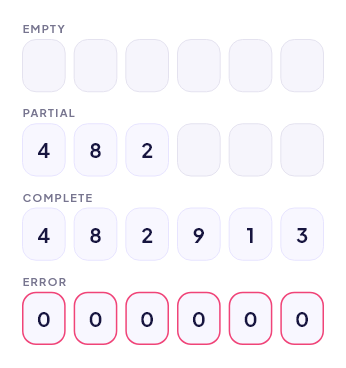 EMPTY
PARTIAL
4 8 2
COMPLETE
4 8 2 9 1 3
ERROR
0 0 0 0 0 0